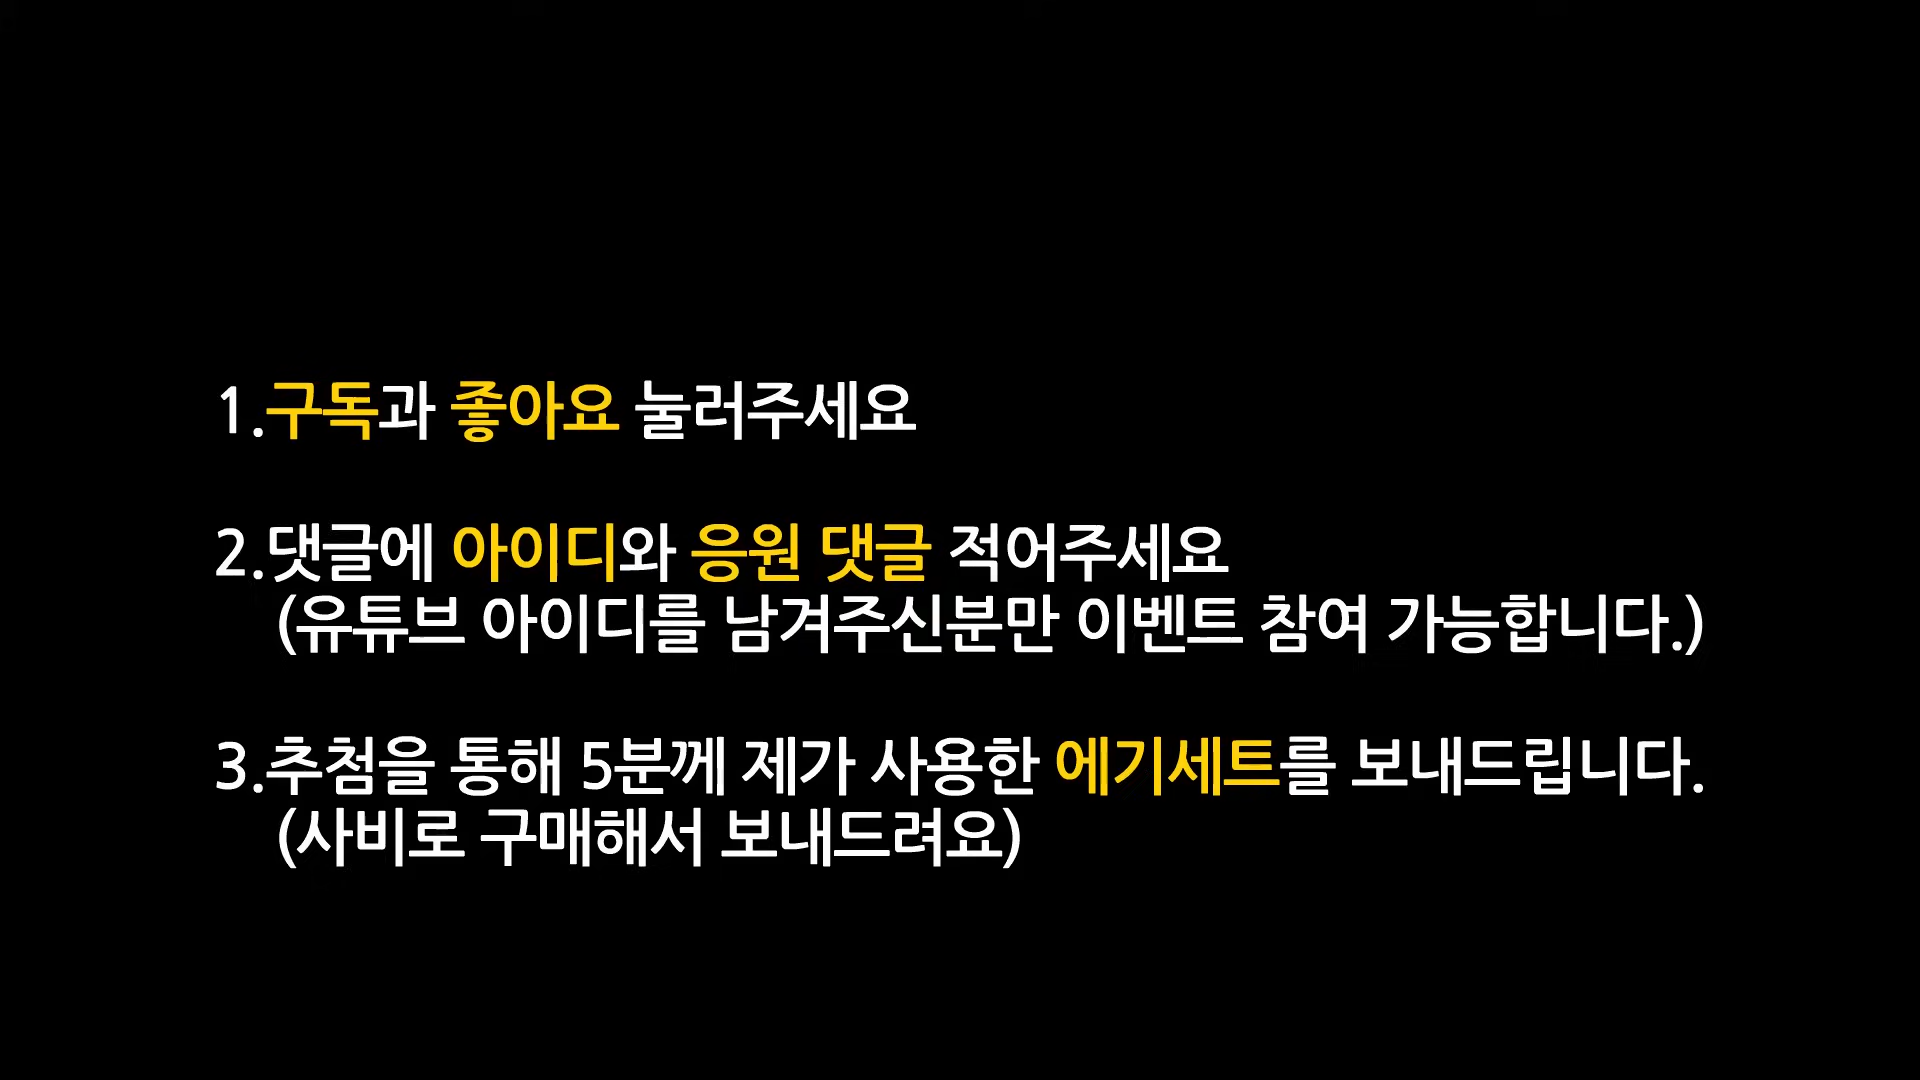 1.구독과 좋아요 눌러주세요
2.댓글에 아이디와 응원 댓글 적어주세요
(유튜브 아이디를 남겨주신분만 이벤트 참여 가능합니다.)
3.추첨을 통해 5분께 제가 사용한 에기세트를 보내드립니다.
(사비로 구매해서 보내드려요)